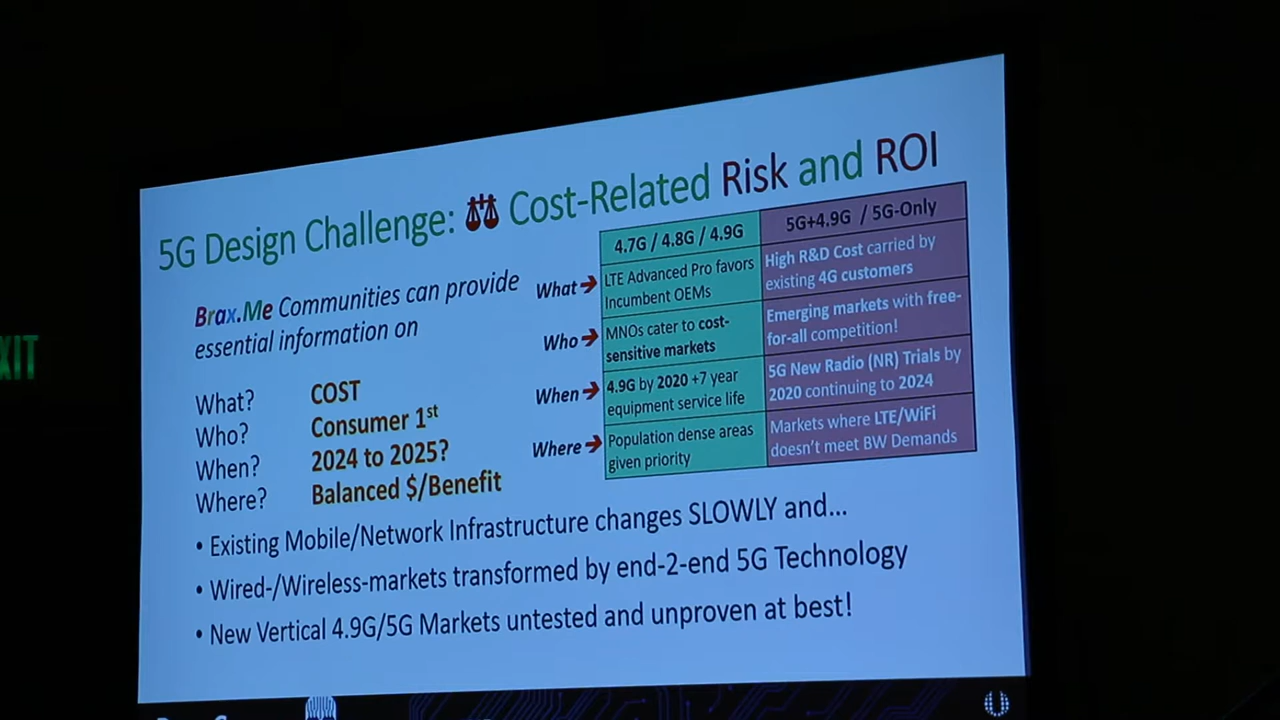 5G Design Challenge: Cost-Related Risk and ROI
Brax.Me Communities can provide
essential information on
What? COST
Who? Consumer 1st
When? 2024 to 2025?
Where? Balanced $/Benefit
4.7G / 4.8G / 4.9G
5G+4.9G / 5G-Only
What
LTE Advanced Pro favors
Incumbent OEMs
High R&D Cost carried by
existing 4G customers
Who
MNOs cater to cost-
sensitive markets
Emerging markets with free-
for-all competition!
When
4.9G by 2020 +7 year
equipment service life
5G New Radio (NR) Trials by
2020 continuing to 2024
Where
Population dense areas
given priority
Markets where LTE/WiFi
doesn't meet BW Demands
• Existing Mobile/Network Infrastructure changes SLOWLY and...
• Wired-/Wireless-markets transformed by end-2-end 5G Technology
• New Vertical 4.9G/5G Markets untested and unproven at best!
XIT